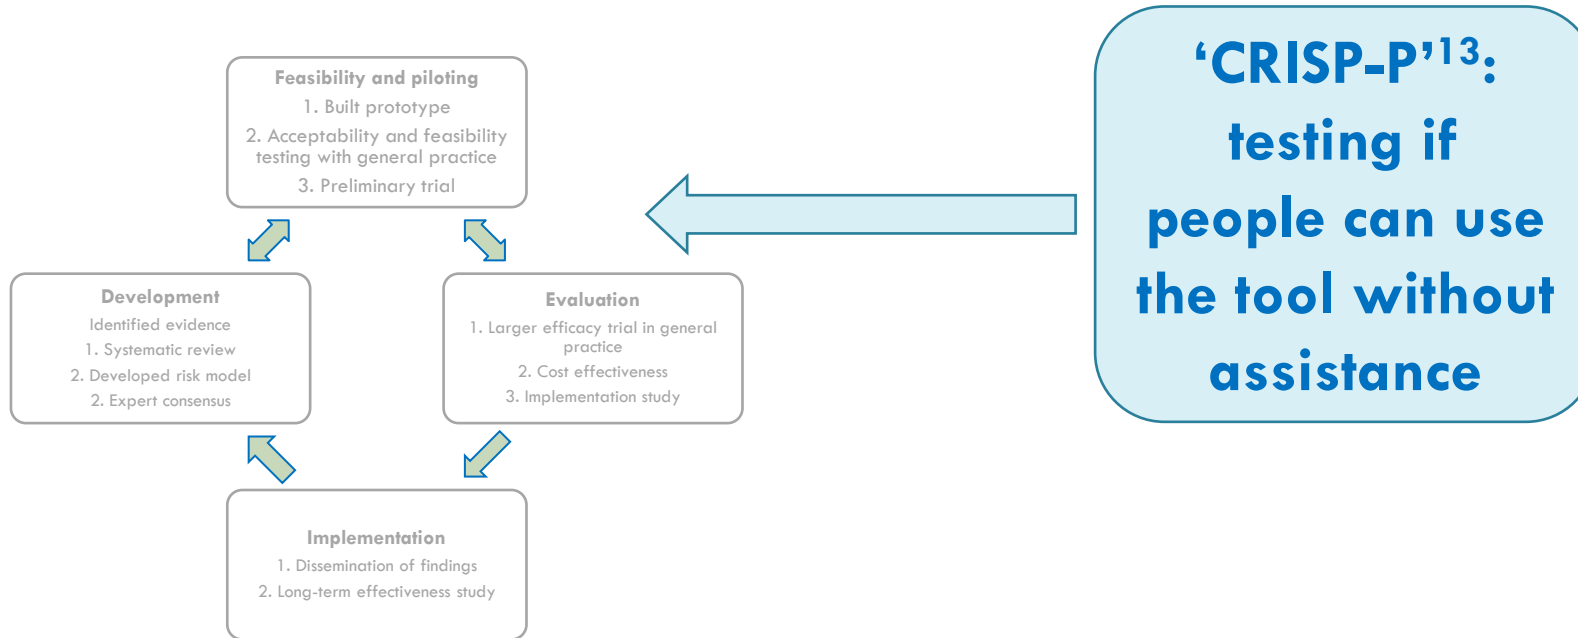 Feasibility and piloting
1. Built prototype
2. Acceptability and feasibility
testing with general practice
3. Preliminary trial
Development
Identified evidence
1. Systematic review
2. Developed risk model
2. Expert consensus
Evaluation
1. Larger efficacy trial in general
practice
2. Cost effectiveness
3. Implementation study
Implementation
1. Dissemination of findings
2. Long-term effectiveness study
‘CRISP-P’¹³:
testing if
people can use
the tool without
assistance